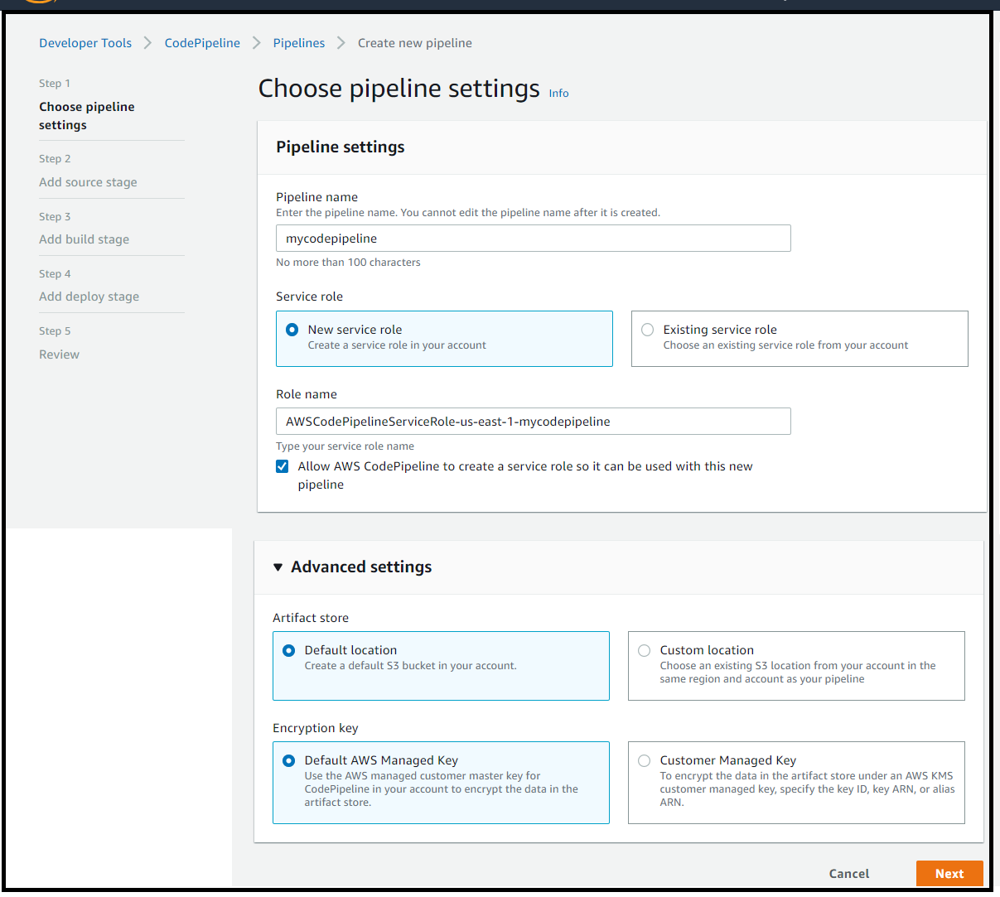 Developer Tools > CodePipeline > Pipelines > Create new pipeline
Step 1
Choose pipeline
settings
Step 2
Add source stage
Step 3
Add build stage
Step 4
Add deploy stage
Step 5
Review
Choose pipeline settings Info
Pipeline settings
Pipeline name
Enter the pipeline name. You cannot edit the pipeline name after it is created.
mycodepipeline
No more than 100 characters
Service role
New service role
Create a service role in your account
Existing service role
Choose an existing service role from your account
Role name
AWSCodePipelineServiceRole-us-east-1-mycodepipeline
Type your service role name
Allow AWS CodePipeline to create a service role so it can be used with this new
pipeline
Advanced settings
Artifact store
Default location
Create a default S3 bucket in your account.
Custom location
Choose an existing S3 location from your account in the
same region and account as your pipeline
Encryption key
Default AWS Managed Key
Use the AWS managed customer master key for
CodePipeline in your account to encrypt the data in the
artifact store.
Customer Managed Key
To encrypt the data in the artifact store under an AWS KMS
customer managed key, specify the key ID, key ARN, or alias
ARN.
Cancel
Next